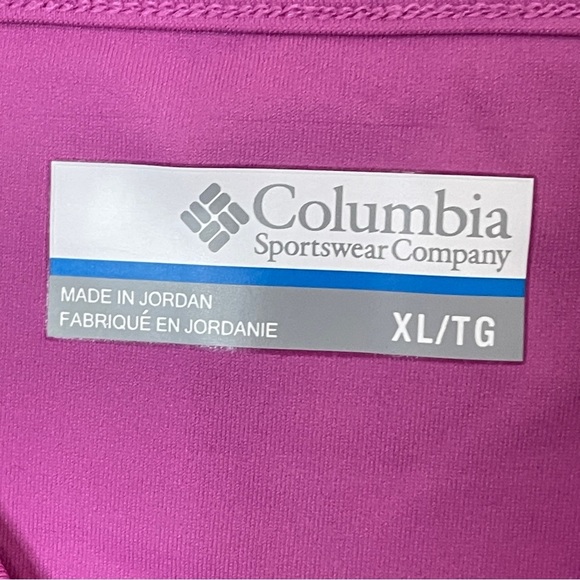 Columbia
Sportswear Company
MADE IN JORDAN
FABRIQUÉ EN JORDANIE
XL/TG